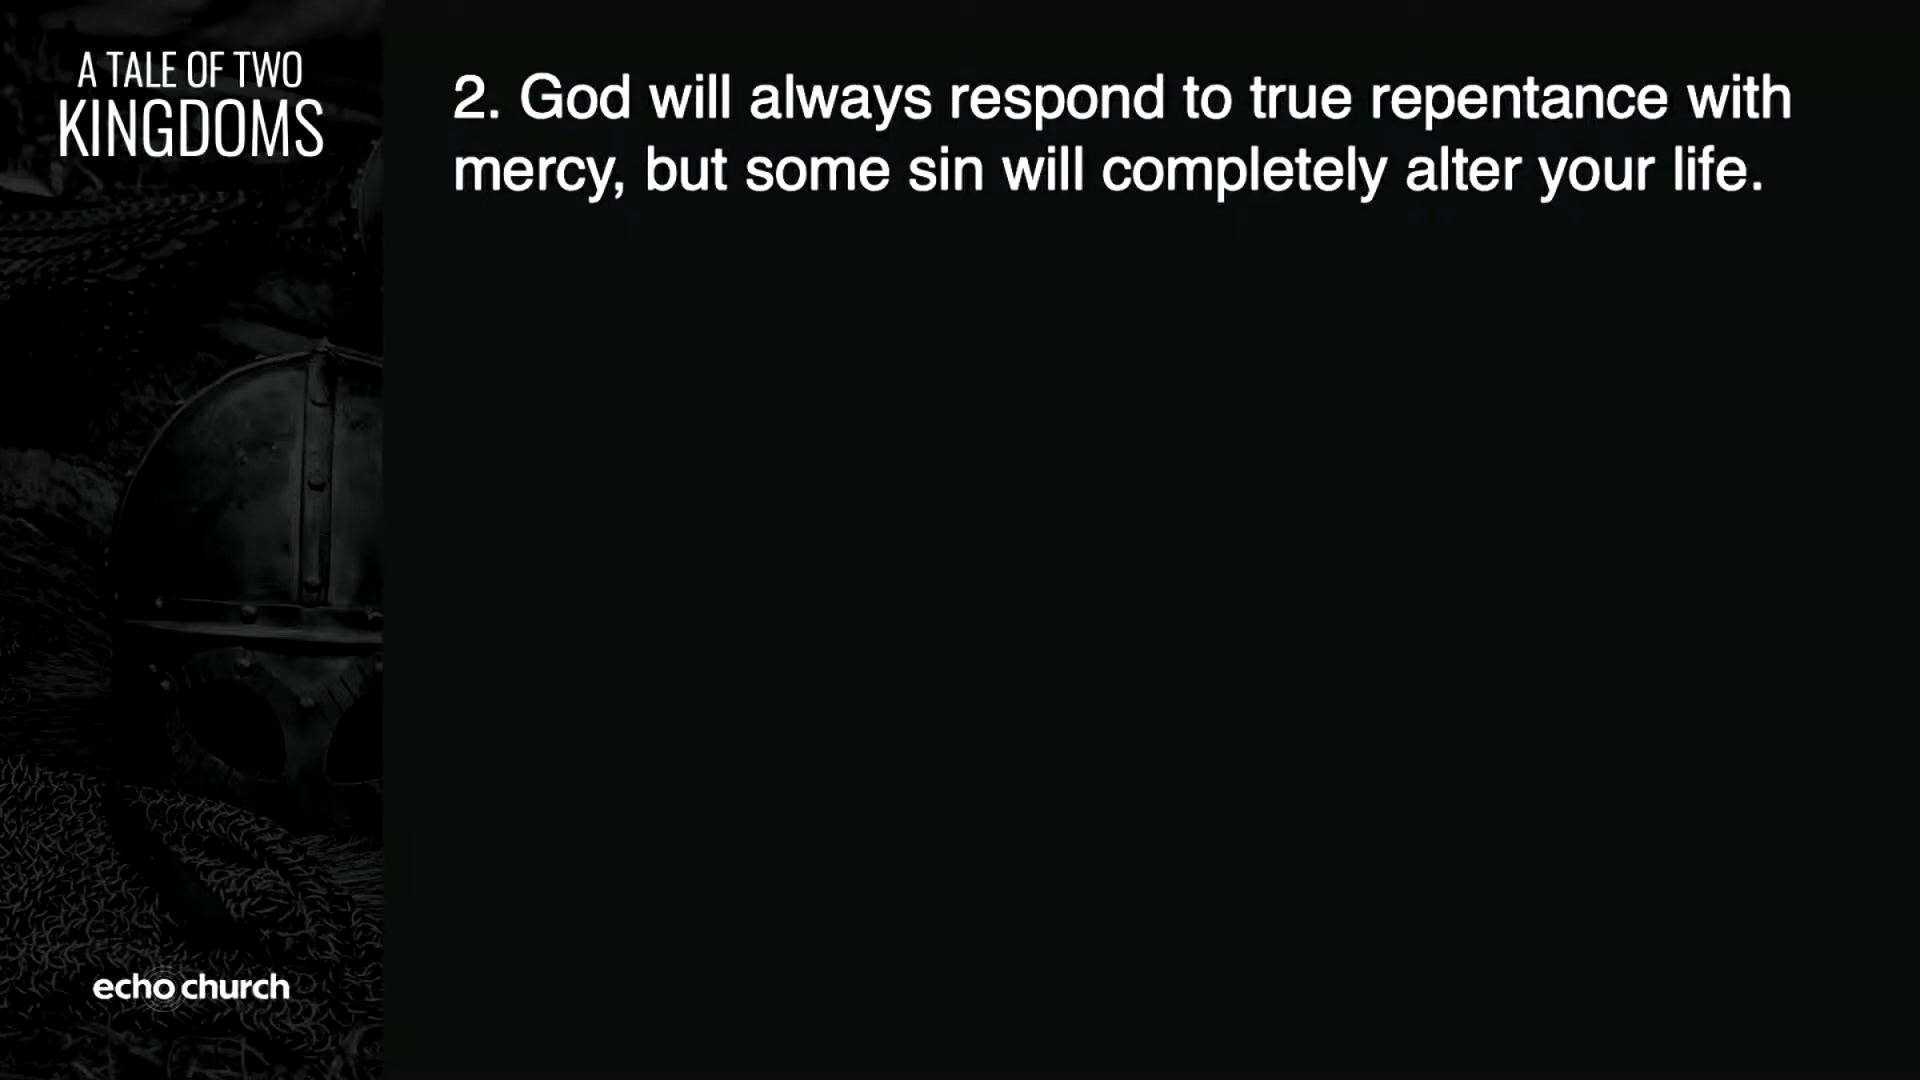 A TALE OF TWO
KINGDOMS
2. God will always respond to true repentance with
mercy, but some sin will completely alter your life.
echo church